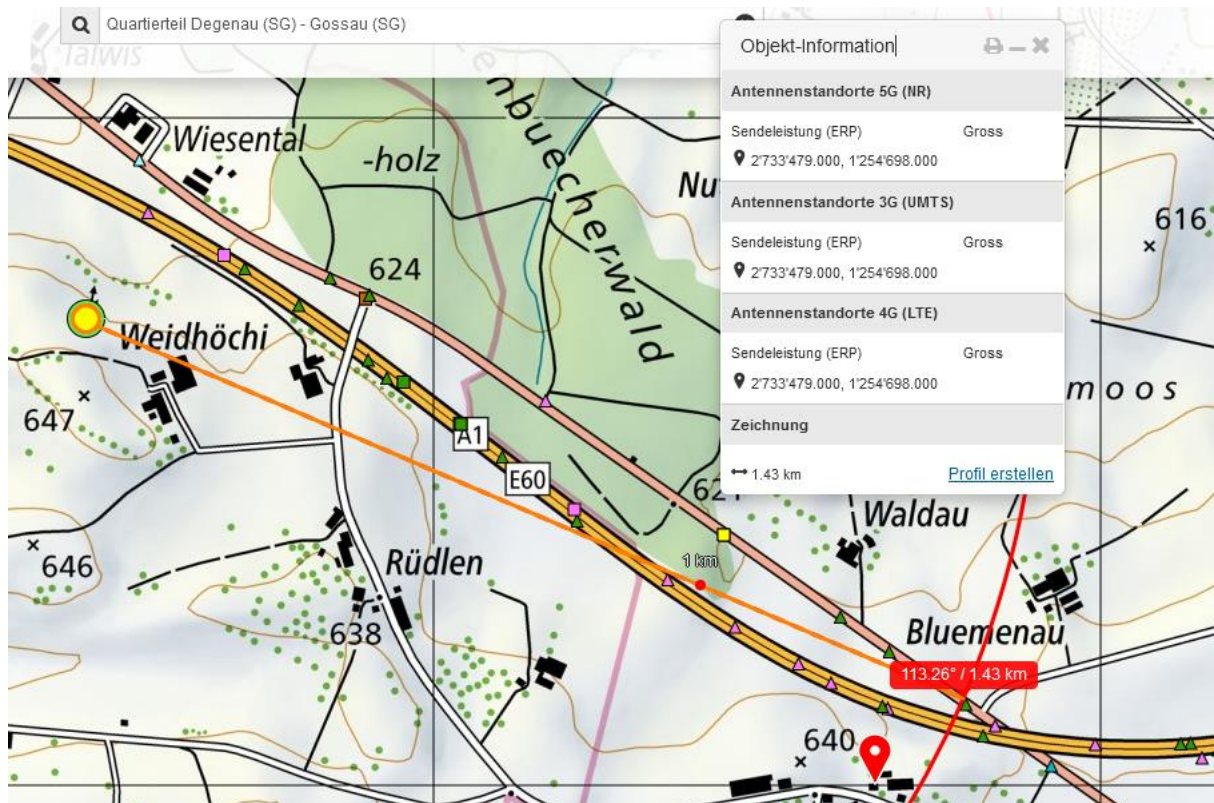 Quartierteil Degenau (SG) - Gossau (SG)
Objekt-Information
Antennenstandorte 5G (NR)
Sendeleistung (ERP) Gross
2'733'479.000, 1'254'698.000
Antennenstandorte 3G (UMTS)
Sendeleistung (ERP) Gross
2'733'479.000, 1'254'698.000
Antennenstandorte 4G (LTE)
Sendeleistung (ERP) Gross
2'733'479.000, 1'254'698.000
Zeichnung
1.43 km Profil erstellen
Talwis
Wiesental
-holz
enbuecherwald
Nu
616
624
Weidhöchi
647
moos
A1
E60
62
Waldau
646
Rüdlen
1 km
638
Bluemenau
113.26° / 1.43 km
640